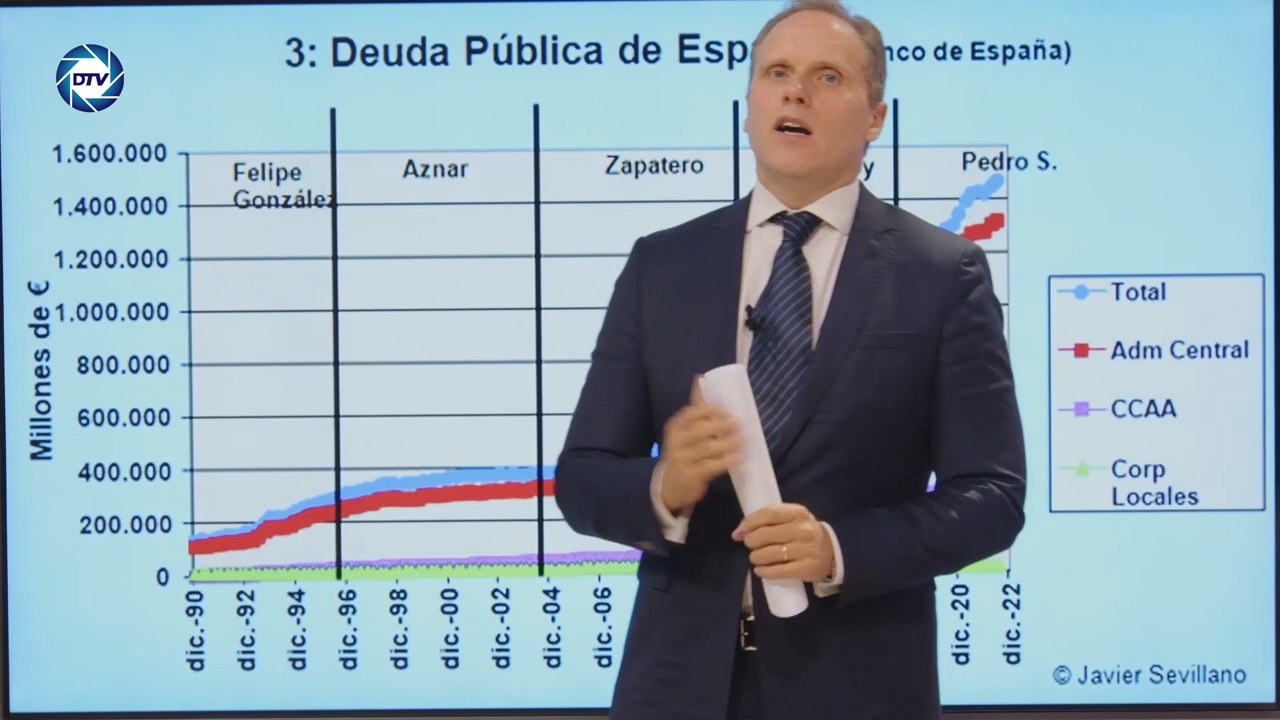 DTV
3: Deuda Pública de Esp nco de España)
1.600.000
1.400.000
1.200.000
1.000.000
800.000
600.000
400.000
200.000
0
Millones de €
Felipe
González
Aznar
Zapatero
y
Pedro S.
Total
Adm Central
CCAA
Corp
Locales
dic.-90
dic.-92
dic.-94
dic.-96
dic.-98
dic.-00
dic.-02
dic.-04
dic.-06
dic.-20
dic.-22
© Javier Sevillano